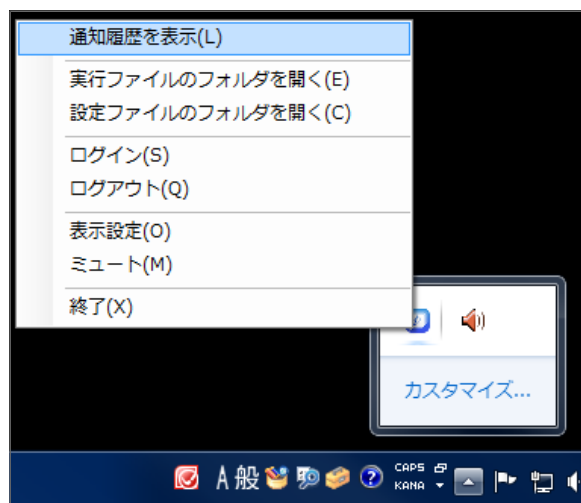 通知履歴を表示(L)
実行ファイルのフォルダを開く(E)
設定ファイルのフォルダを開く(C)
ログイン(S)
ログアウト(Q)
表示設定(O)
ミュート(M)
終了(X)
カスタマイズ...
A 般
CAPS
KANA